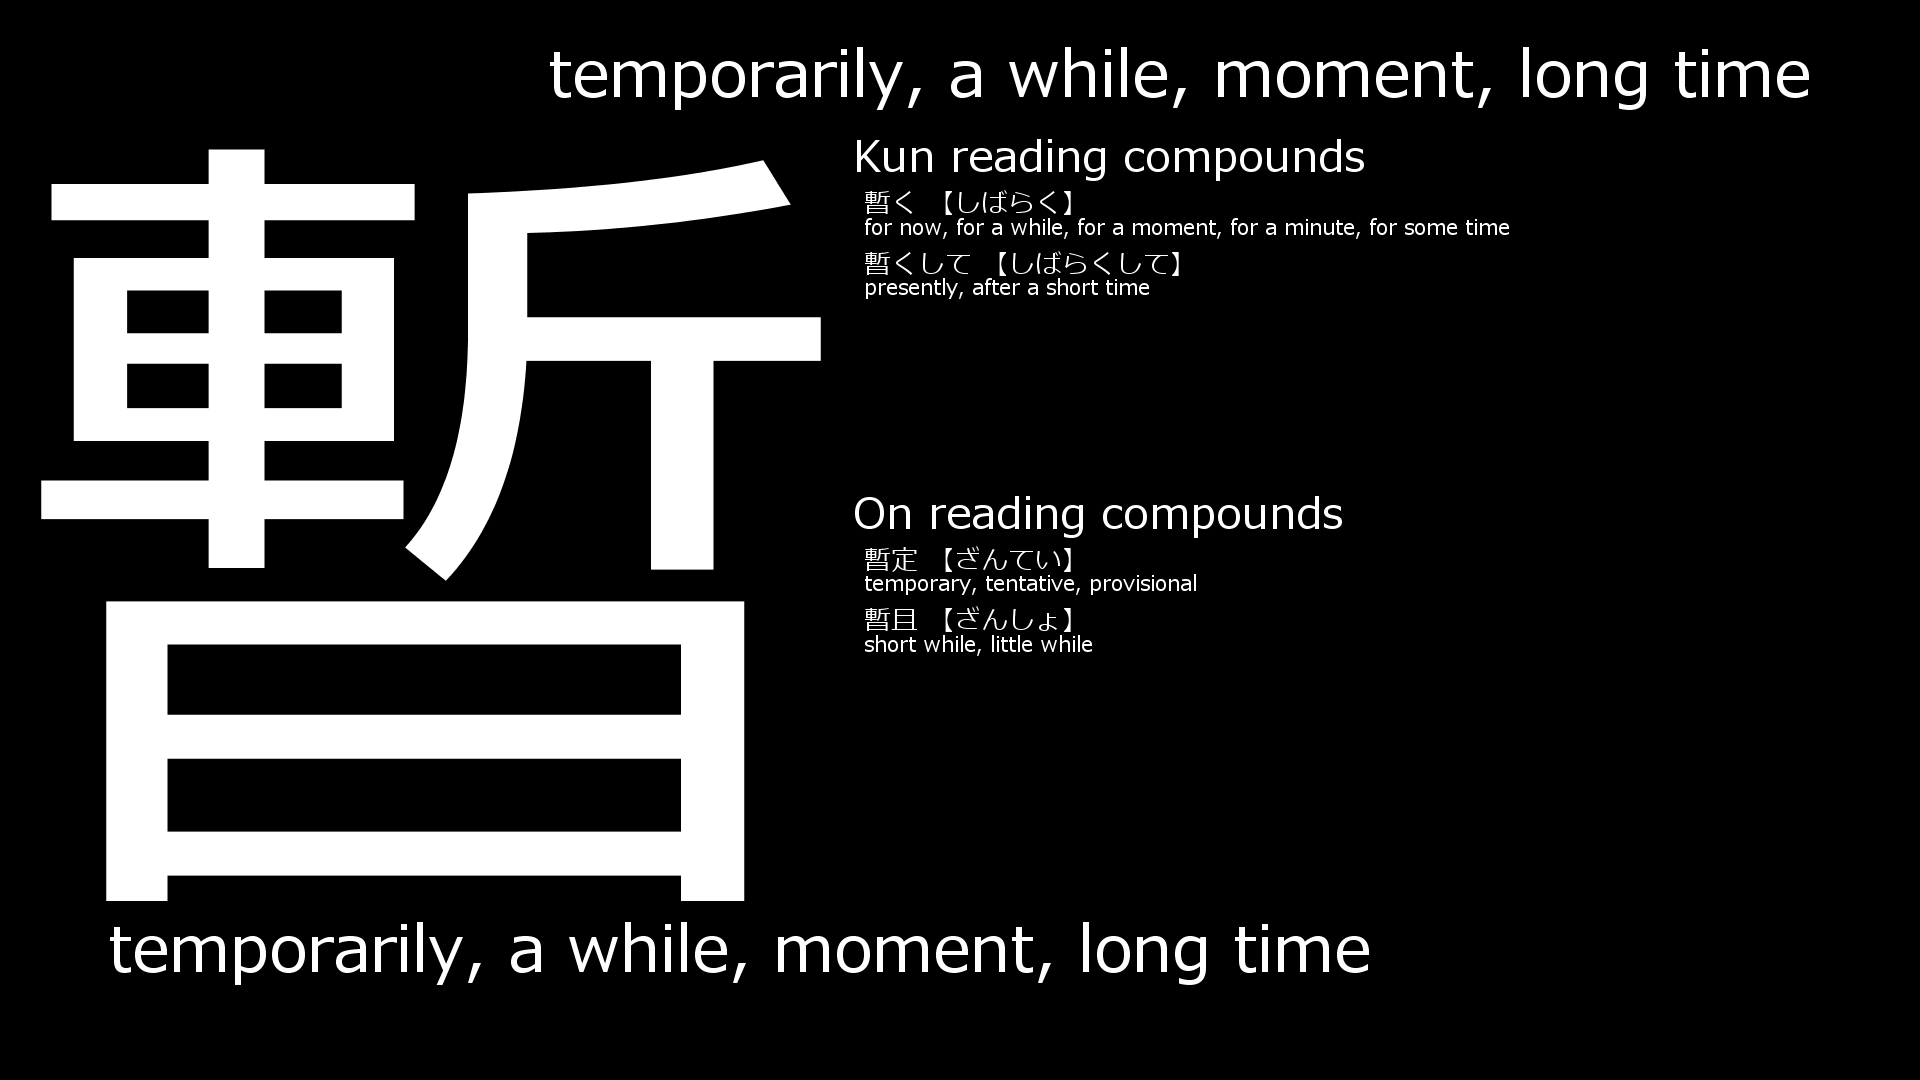 temporarily, a while, moment, long time
暫
Kun reading compounds
暫く 【しばらく】
for now, for a while, for a moment, for a minute, for some time
暫くして 【しばらくして】
presently, after a short time
On reading compounds
暫定 【ざんてい】
temporary, tentative, provisional
暫且 【ざんしょ】
short while, little while
temporarily, a while, moment, long time